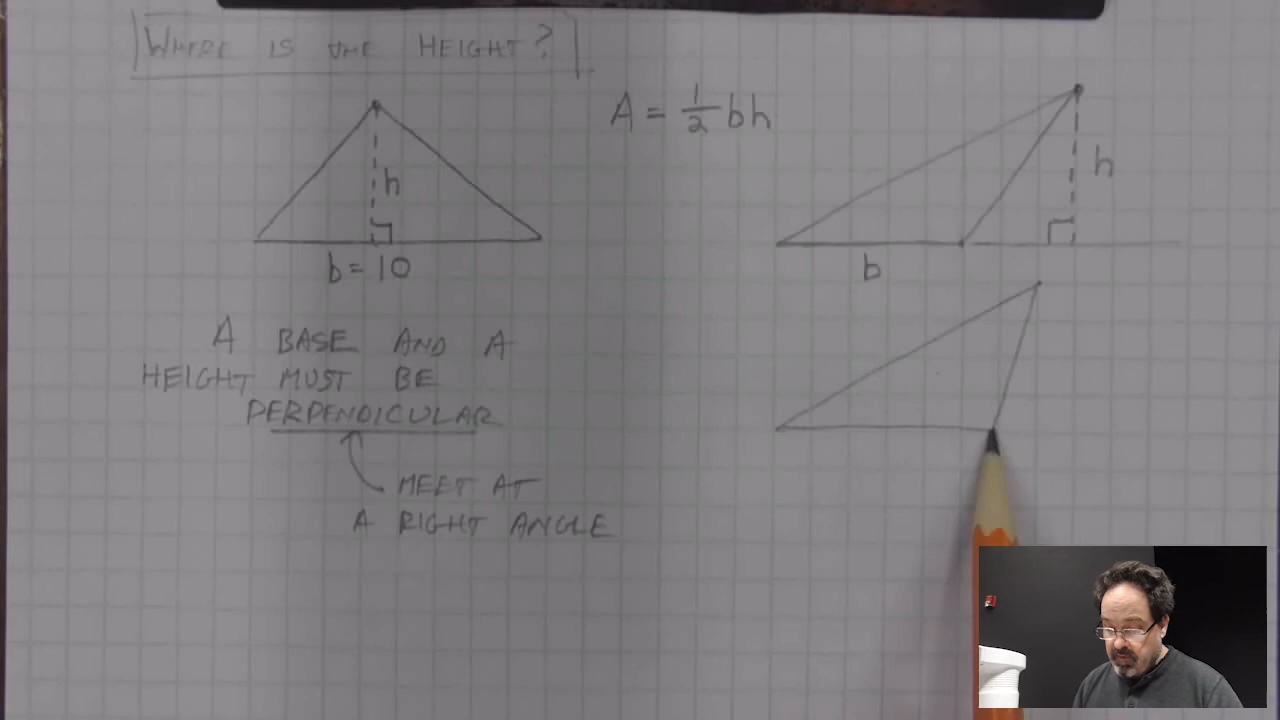 WHERE IS THE HEIGHT?
A = 1/2 bh
h
b = 10
h
b
A BASE AND A
HEIGHT MUST BE
PERPENDICULAR
MEET AT
A RIGHT ANGLE